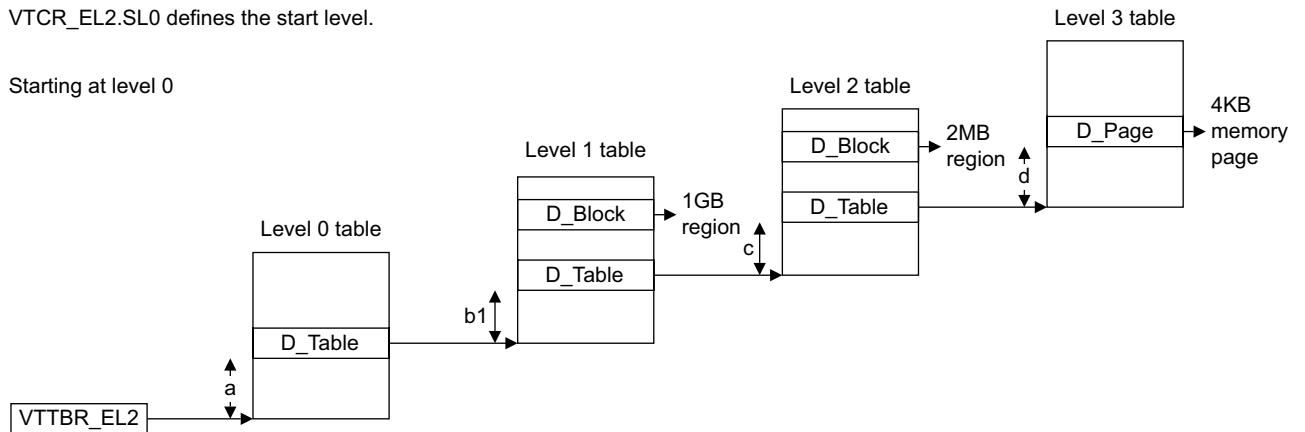 VTCR_EL2.SL0 defines the start level.
Starting at level 0
Level 0 table
D_Table
a
VTTBR_EL2
Level 1 table
D_Block
1GB
region
D_Table
b1
Level 2 table
D_Block
2MB
region
D_Table
c
Level 3 table
D_Page
4KB
memory
page
d